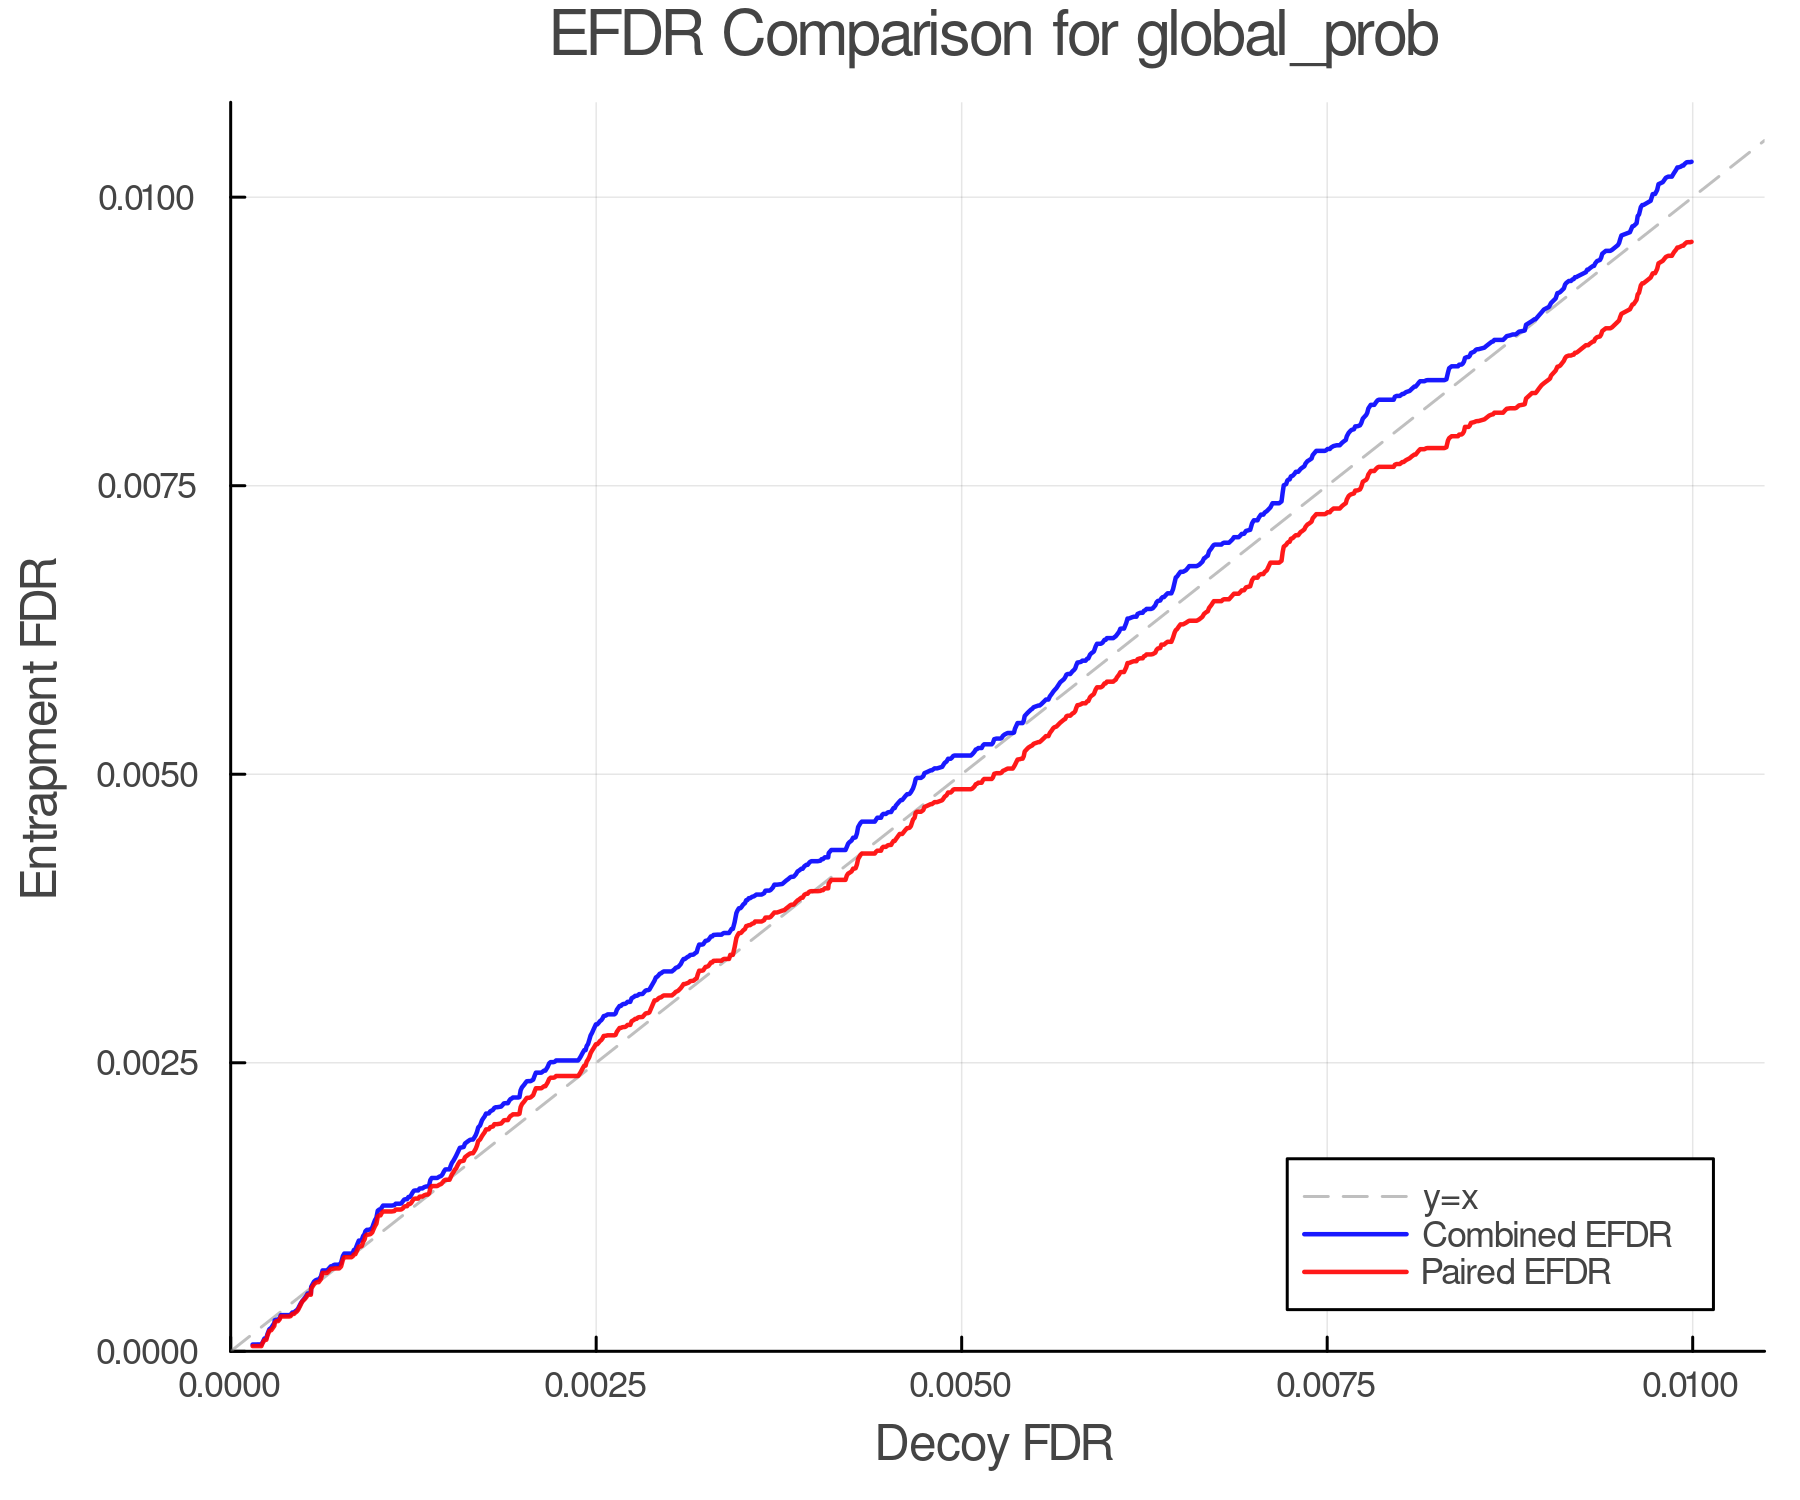 EFDR Comparison for global_prob
Entrapment FDR
0.0100
0.0075
0.0050
0.0025
0.0000
0.0000 0.0025 0.0050 0.0075 0.0100
Decoy FDR
y=x
Combined EFDR
Paired EFDR